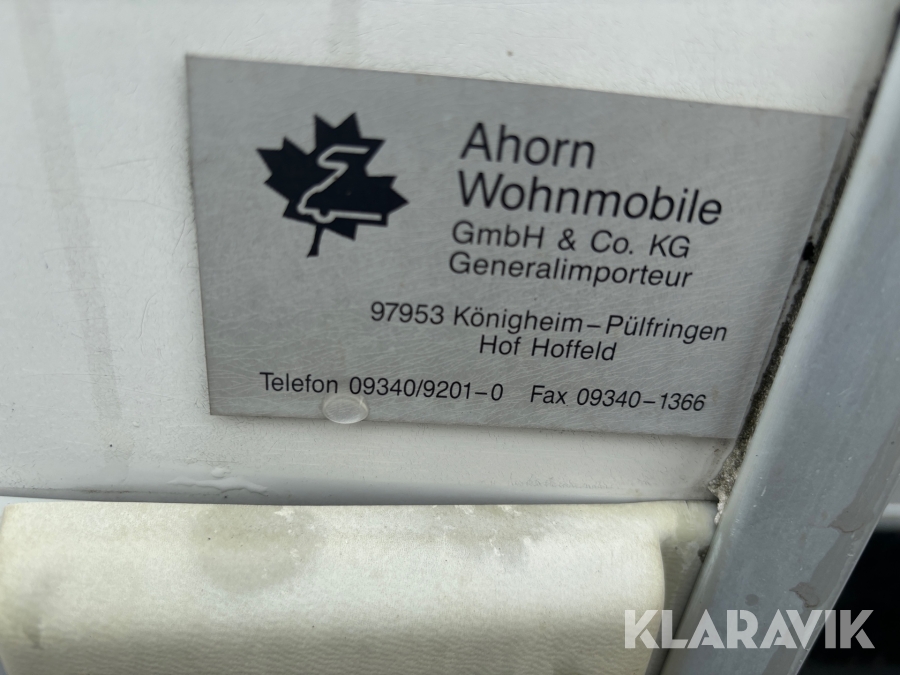 Ahorn
Wohnmobile
GmbH & Co. KG
Generalimporteur
97953 Königheim–Pülfringen
Hof Hoffeld
Telefon 09340/9201–0 Fax 09340–1366
KLARAVIK